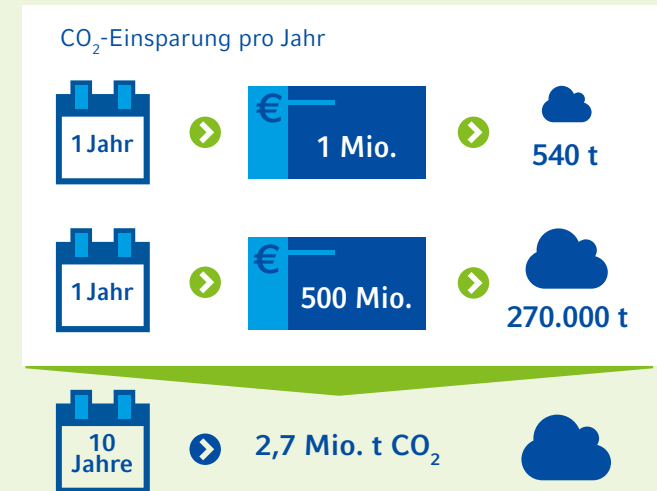 CO₂-Einsparung pro Jahr
1 Jahr
€
1 Mio.
540 t
1 Jahr
€
500 Mio.
270.000 t
10
Jahre
2,7 Mio. t CO₂